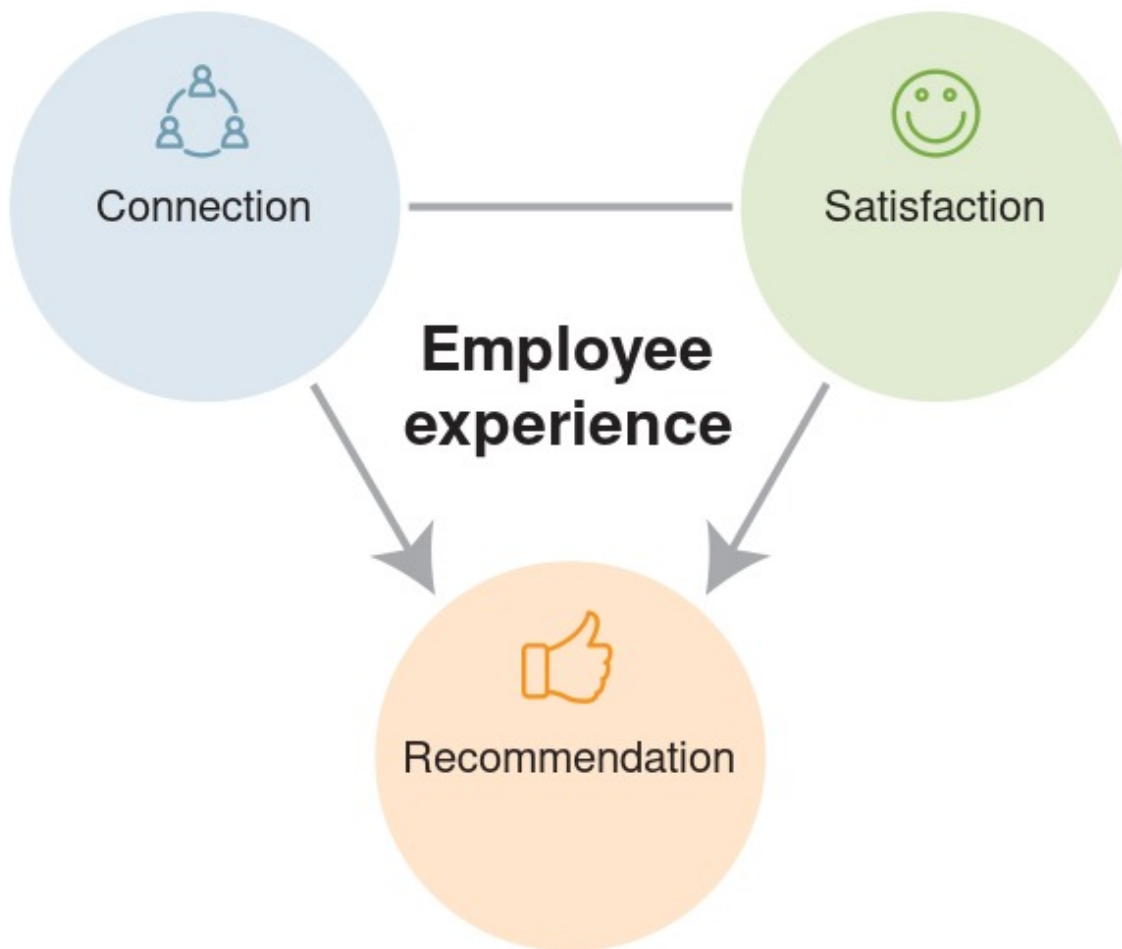 Connection
Satisfaction
Employee
experience
Recommendation